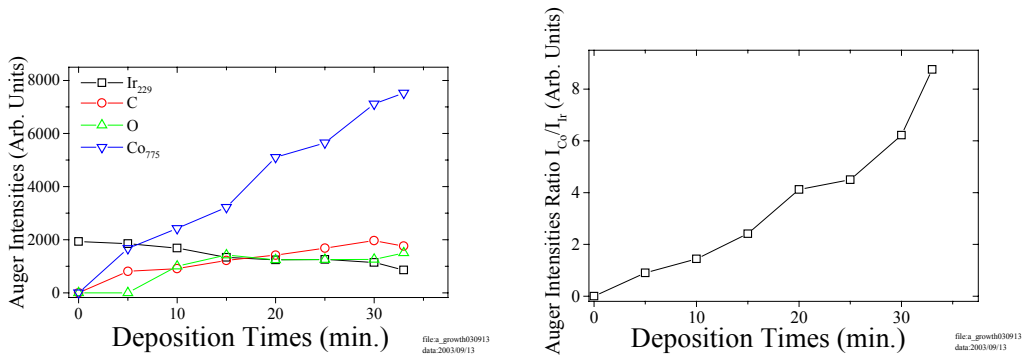 Auger Intensities (Arb. Units)
8000
6000
4000
2000
0
Ir229
C
O
Co775
0
10
20
30
Deposition Times (min.)
file:a_growth030913
data:2003/09/13
Auger Intensities Ratio ICo/IIr (Arb. Units)
8
6
4
2
0
0
10
20
30
Deposition Times (min.)
file:a_growth030913
data:2003/09/13